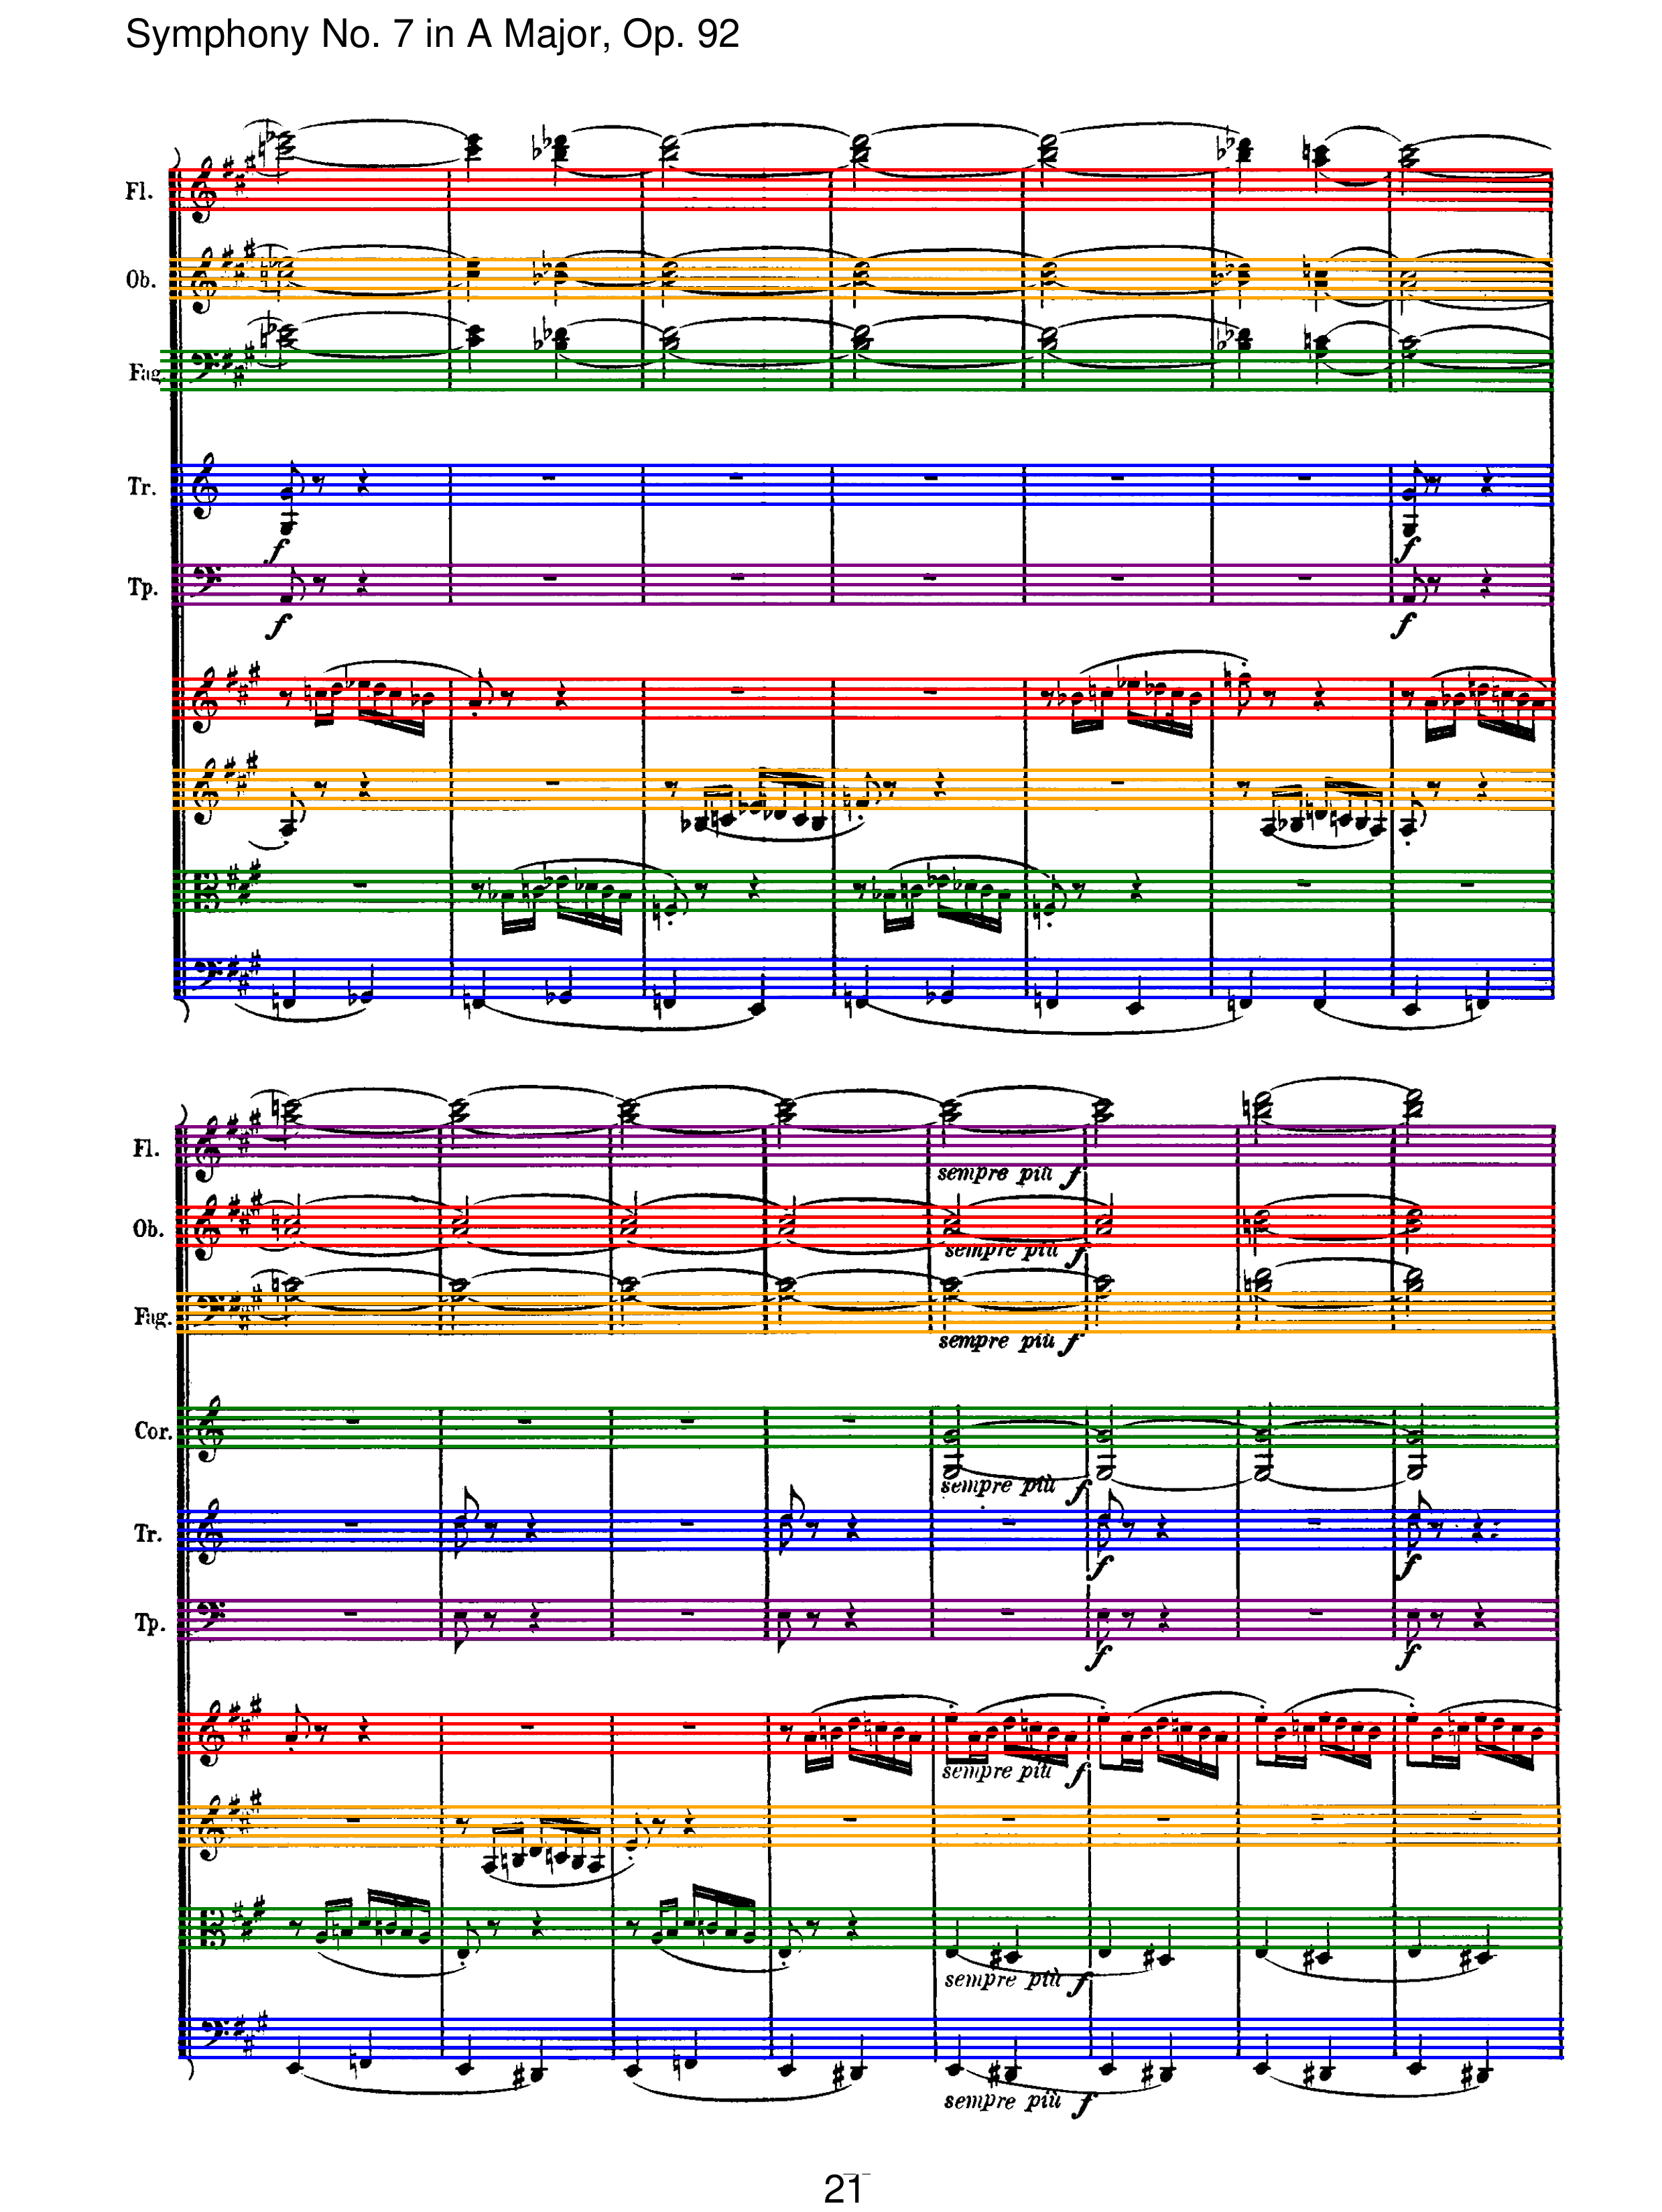 Symphony No. 7 in A Major, Op. 92
Fl.
Ob.
Fag.
Tr.
f
f
Tp.
f
f
Fl.
sempre più f
Ob.
sempre più f
Fag.
sempre più f
Cor.
sempre più f
Tr.
f
f
Tp.
f
f
sempre più f
sempre più f
sempre più f
21